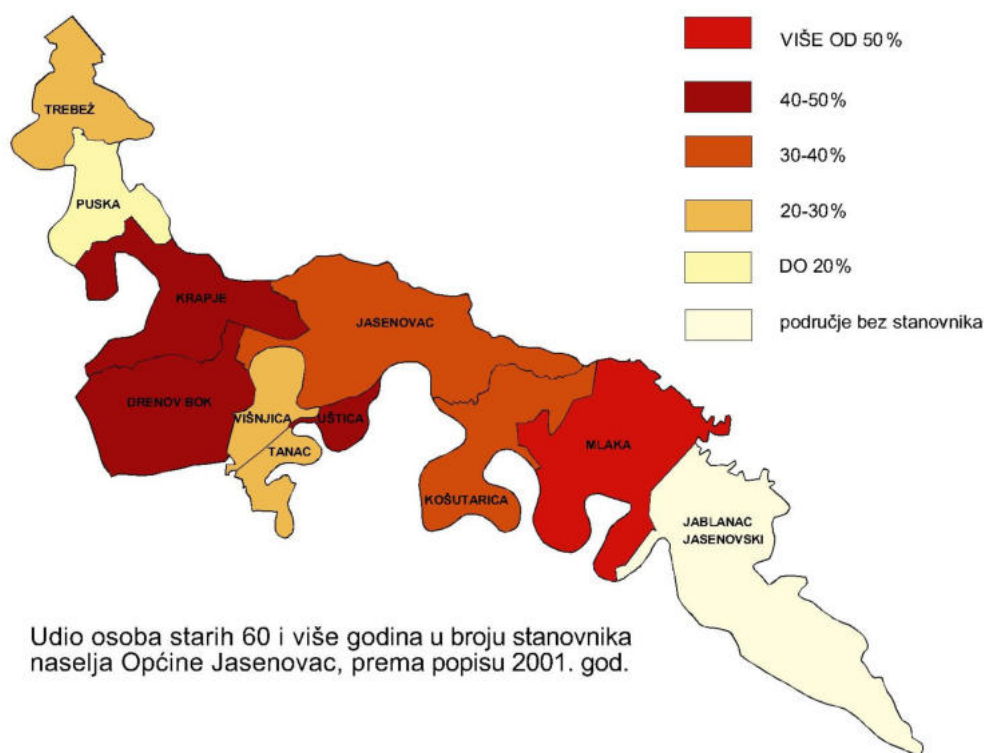 VIŠE OD 50%
40-50%
30-40%
20-30%
DO 20%
područje bez stanovnika
TREBEŽ
PUSKA
KRAPJE
JASENOVAC
DRENOV BOK
VIŠNJICA
UŠTICA
TANAC
MLAKA
KOŠUTARICA
JABLANAC
JASENOVSKI
Udio osoba starih 60 i više godina u broju stanovnika
naselja Općine Jasenovac, prema popisu 2001. god.